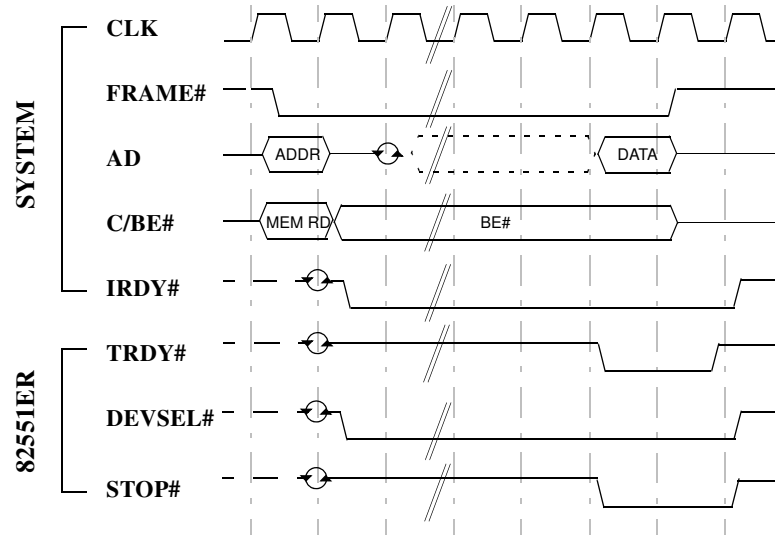 SYSTEM
CLK
FRAME#
AD
ADDR
DATA
C/BE#
MEM RD
BE#
IRDY#
82551ER
TRDY#
DEVSEL#
STOP#